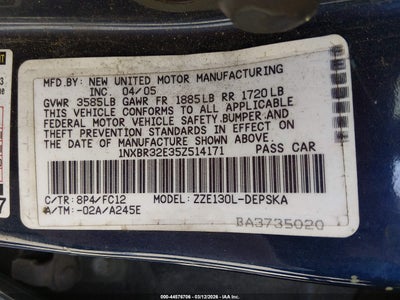 MFD.BY: NEW UNITED MOTOR MANUFACTURING
INC. 04/05
GVWR 3585LB GAWR FR 1885LB RR 1720LB
THIS VEHICLE CONFORMS TO ALL APPLICABLE
FEDERAL MOTOR VEHICLE SAFETY,BUMPER,AND
THEFT PREVENTION STANDARDS IN EFFECT ON
THE DATE OF MANUFACTURE SHOWN ABOVE.
1NXBR32E35Z514171 PASS CAR
C/TR: 8P4/FC12 MODEL: ZZE130L-DEPSKA
A/TM: -02A/A245E
BA3735020
000--44576706 - 03/12/2026 - 000--IAA